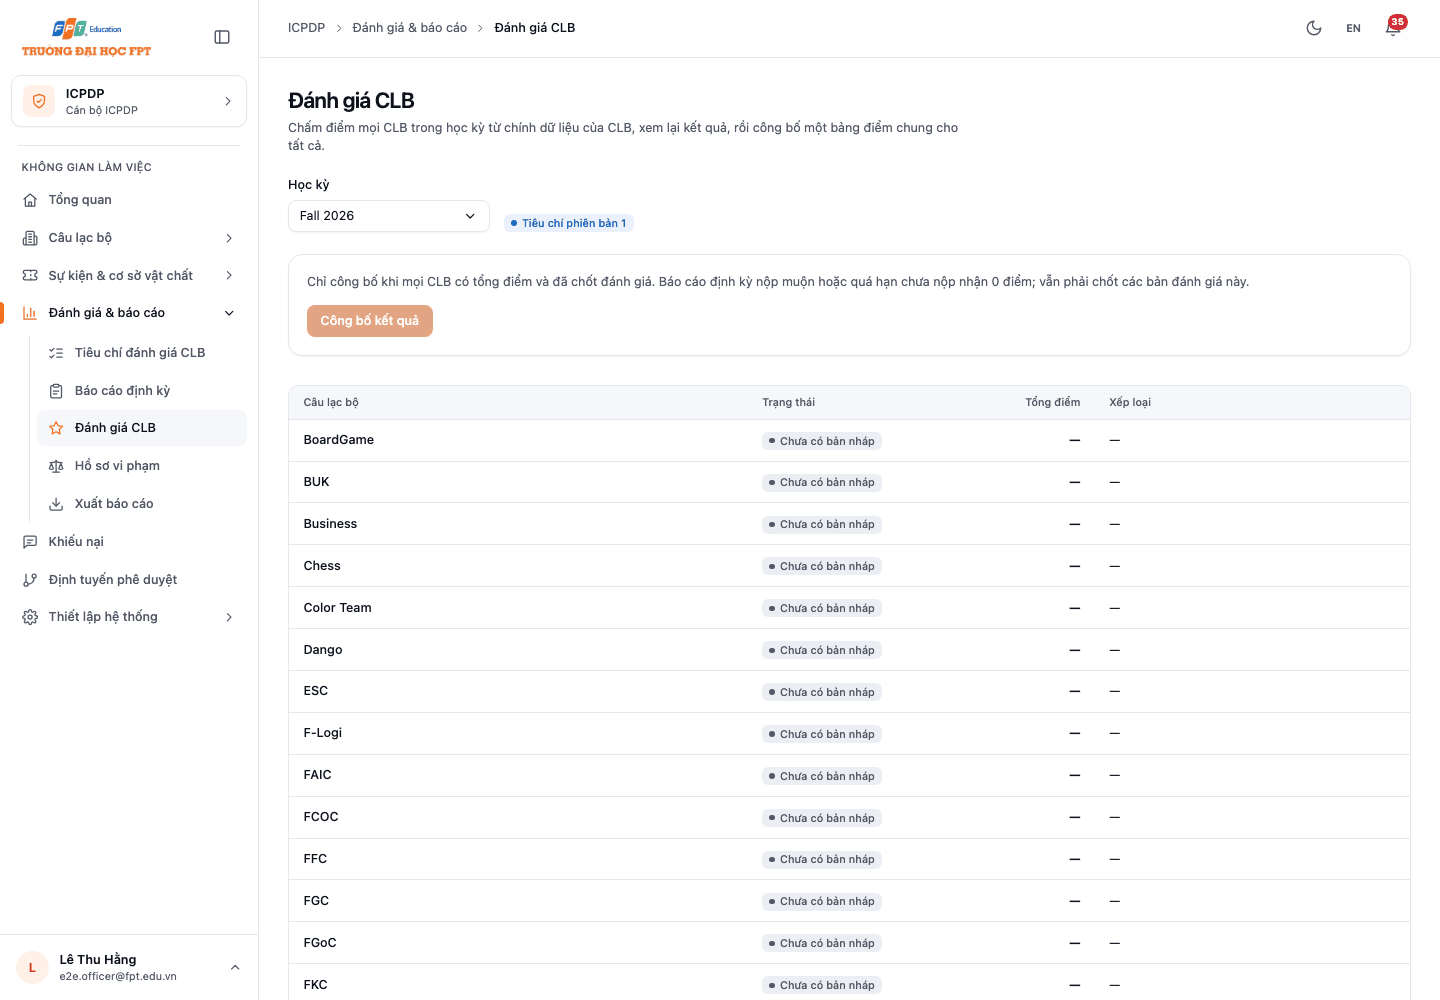 FPT Education
TRƯỜNG ĐẠI HỌC FPT
ICPDP
Cán bộ ICPDP
KHÔNG GIAN LÀM VIỆC
Tổng quan
Câu lạc bộ
Sự kiện & cơ sở vật chất
Đánh giá & báo cáo
Tiêu chí đánh giá CLB
Báo cáo định kỳ
Đánh giá CLB
Hồ sơ vi phạm
Xuất báo cáo
Khiếu nại
Định tuyến phê duyệt
Thiết lập hệ thống
L
Lê Thu Hằng
e2e.officer@fpt.edu.vn
ICPDP > Đánh giá & báo cáo > Đánh giá CLB
EN
35
Đánh giá CLB
Chấm điểm mọi CLB trong học kỳ từ chính dữ liệu của CLB, xem lại kết quả, rồi công bố một bảng điểm chung cho
tất cả.
Học kỳ
Fall 2026
Tiêu chí phiên bản 1
Chỉ công bố khi mọi CLB có tổng điểm và đã chốt đánh giá. Báo cáo định kỳ nộp muộn hoặc quá hạn chưa nộp nhận 0 điểm; vẫn phải chốt các bản đánh giá này.
Công bố kết quả
Câu lạc bộ Trạng thái Tổng điểm Xếp loại
BoardGame Chưa có bản nháp — —
BUK Chưa có bản nháp — —
Business Chưa có bản nháp — —
Chess Chưa có bản nháp — —
Color Team Chưa có bản nháp — —
Dango Chưa có bản nháp — —
ESC Chưa có bản nháp — —
F-Logi Chưa có bản nháp — —
FAIC Chưa có bản nháp — —
FCOC Chưa có bản nháp — —
FFC Chưa có bản nháp — —
FGC Chưa có bản nháp — —
FGoC Chưa có bản nháp — —
FKC Chưa có bản nháp — —